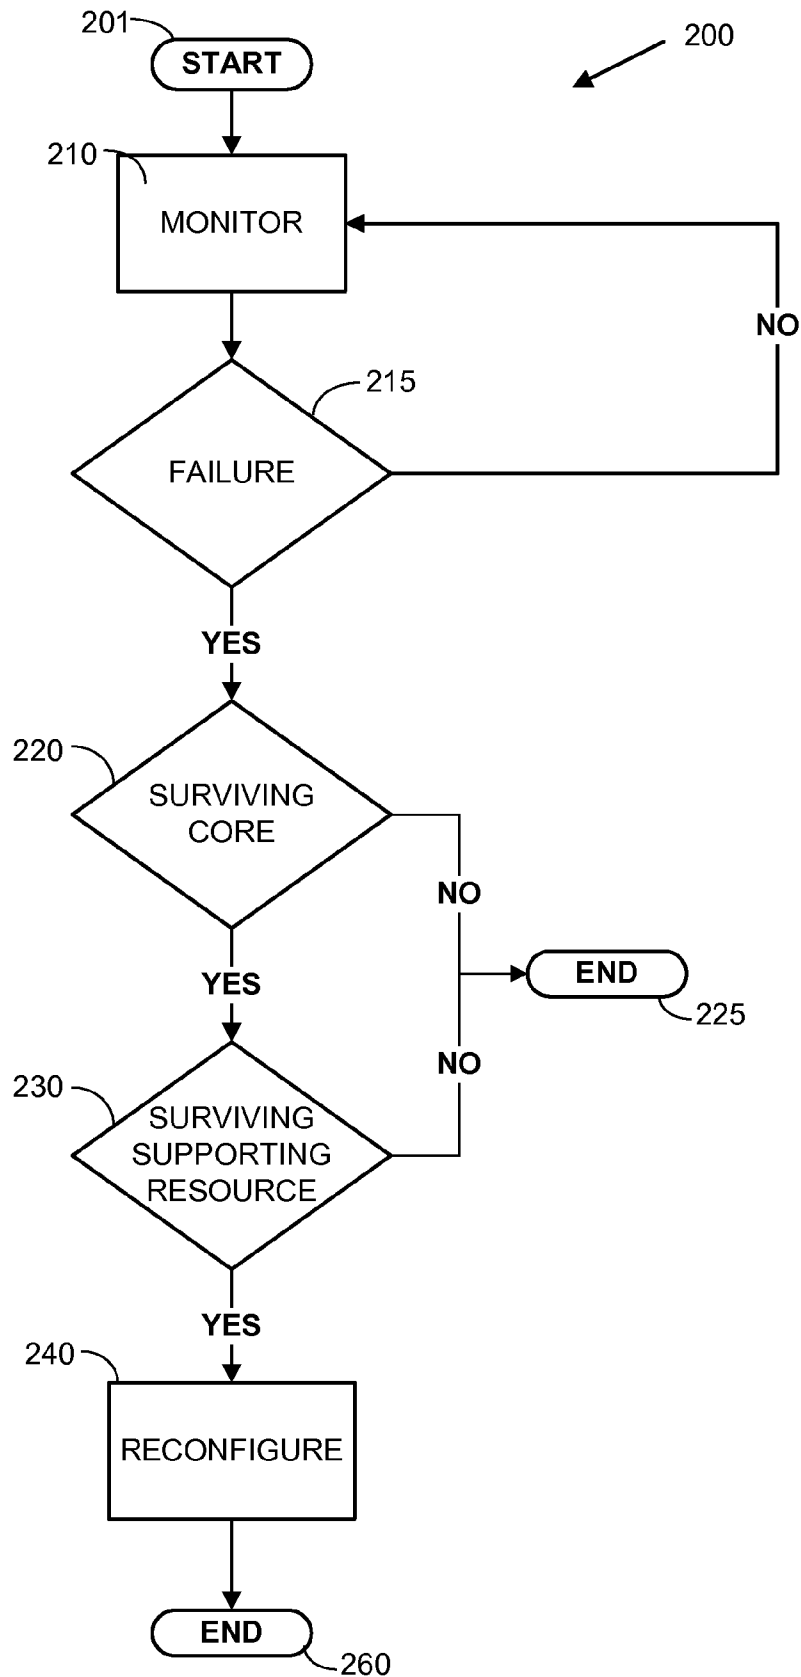 201
START
200
210
MONITOR
NO
215
FAILURE
YES
220
SURVIVING
CORE
NO
YES
END
225
NO
230
SURVIVING
SUPPORTING
RESOURCE
YES
240
RECONFIGURE
END
260